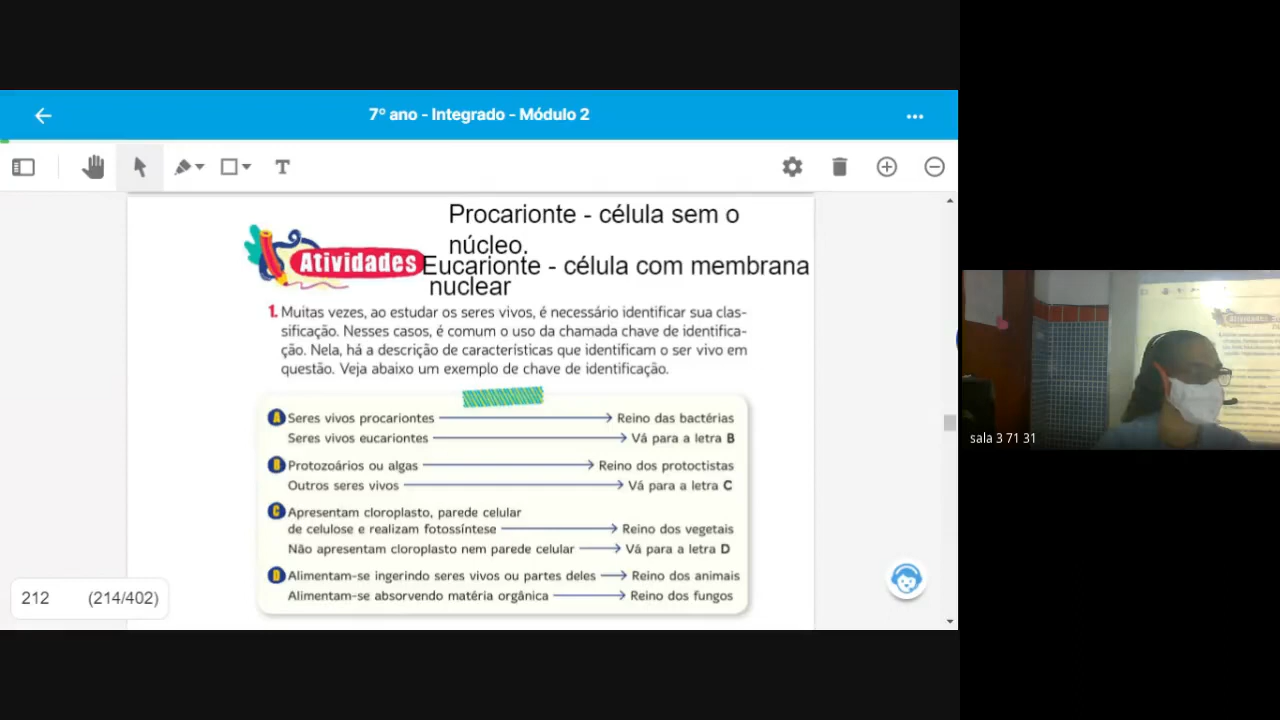 7º ano - Integrado - Módulo 2
T
Procarionte - célula sem o
núcleo.
Atividades
Eucarionte - célula com membrana
nuclear
1. Muitas vezes, ao estudar os seres vivos, é necessário identificar sua clas-
sificação. Nesses casos, é comum o uso da chamada chave de identifica-
ção. Nela, há a descrição de características que identificam o ser vivo em
questão. Veja abaixo um exemplo de chave de identificação.
A Seres vivos procariontes → Reino das bactérias
Seres vivos eucariontes → Vá para a letra B
B Protozoários ou algas → Reino dos protoctistas
Outros seres vivos → Vá para a letra C
C Apresentam cloroplasto, parede celular
de celulose e realizam fotossíntese → Reino dos vegetais
Não apresentam cloroplasto nem parede celular → Vá para a letra D
D Alimentam-se ingerindo seres vivos ou partes deles → Reino dos animais
Alimentam-se absorvendo matéria orgânica → Reino dos fungos
212 (214/402)
sala 3 71 31